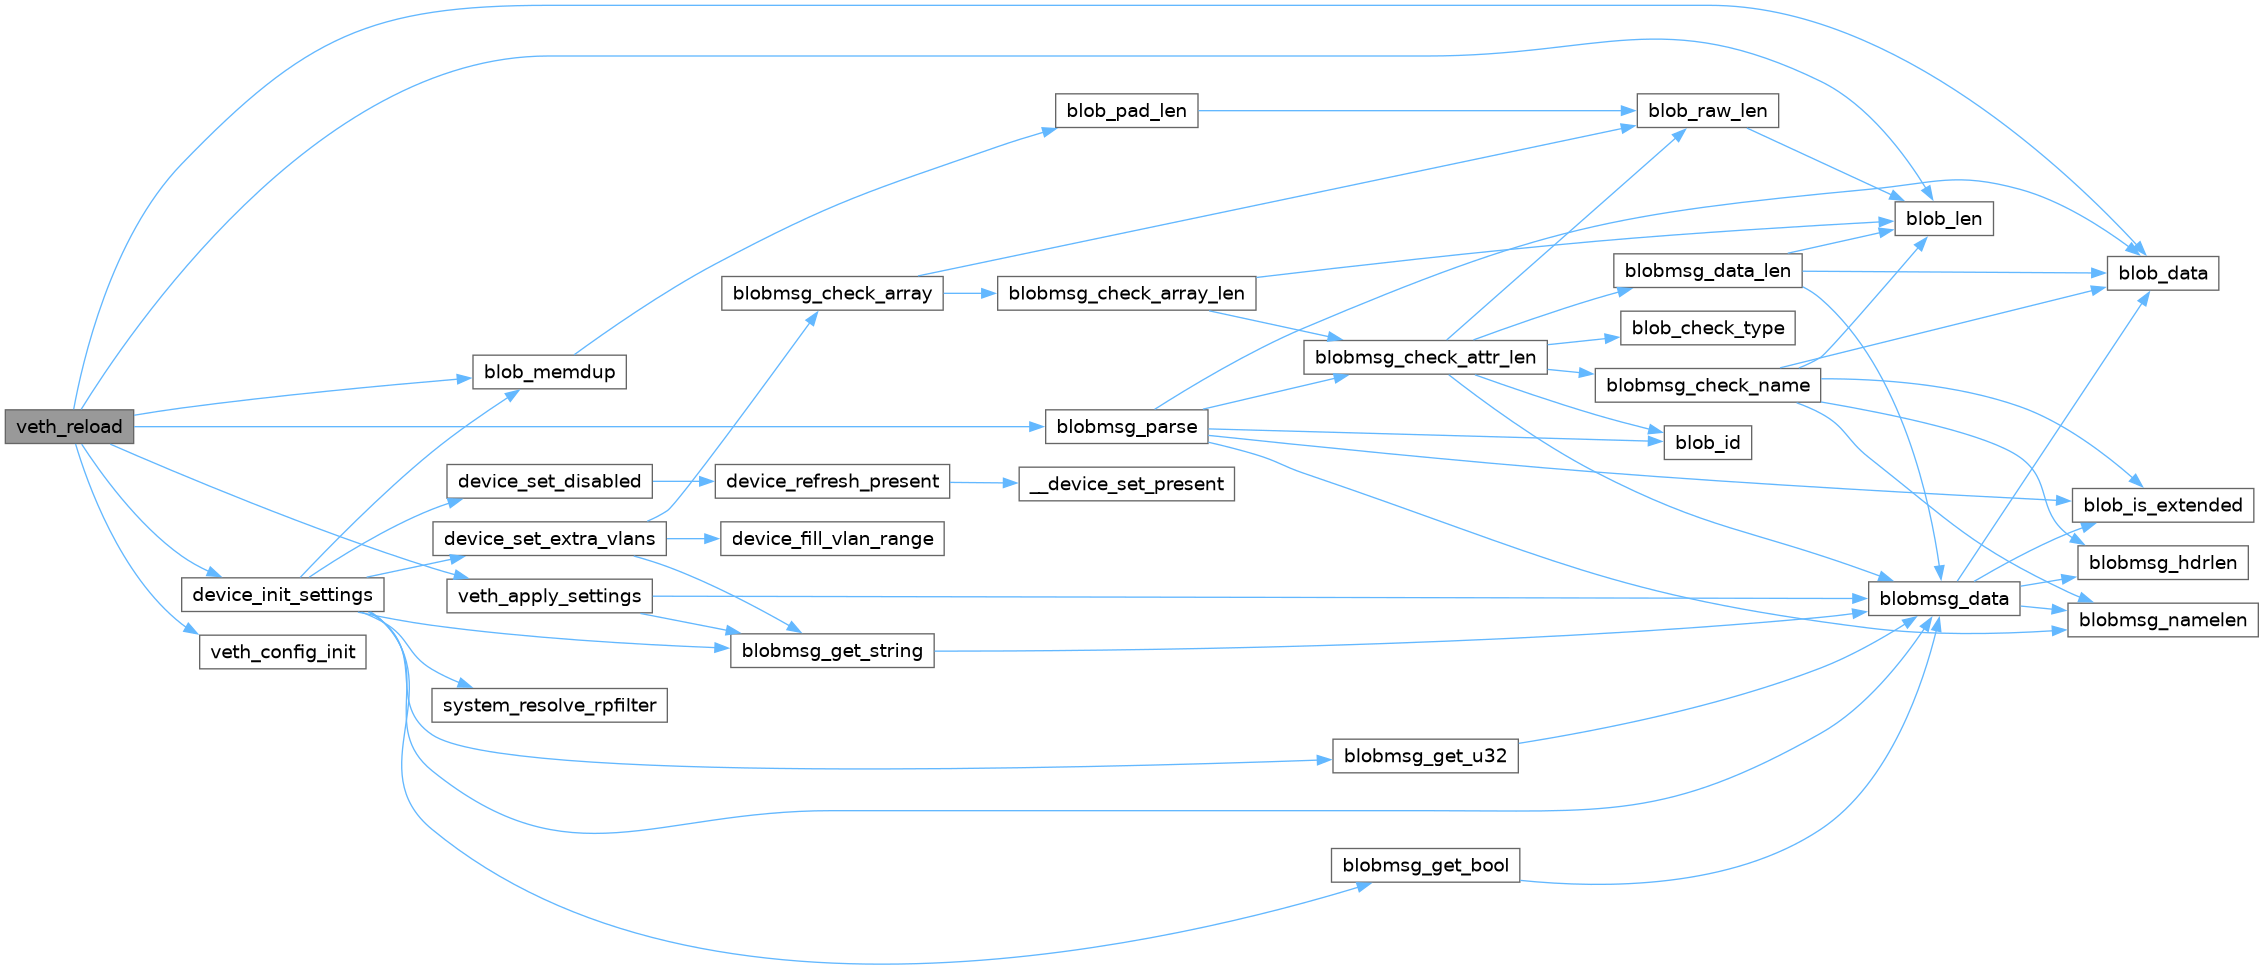 veth_reload
blob_memdup
device_init_settings
veth_config_init
device_set_disabled
device_set_extra_vlans
veth_apply_settings
system_resolve_rpfilter
blobmsg_check_array
device_refresh_present
device_fill_vlan_range
blobmsg_get_string
blob_pad_len
blobmsg_check_array_len
blobmsg_parse
__device_set_present
blobmsg_check_attr_len
blobmsg_get_u32
blobmsg_get_bool
blob_raw_len
blobmsg_data_len
blob_check_type
blobmsg_check_name
blob_id
blob_len
blobmsg_data
blob_data
blob_is_extended
blobmsg_hdrlen
blobmsg_namelen